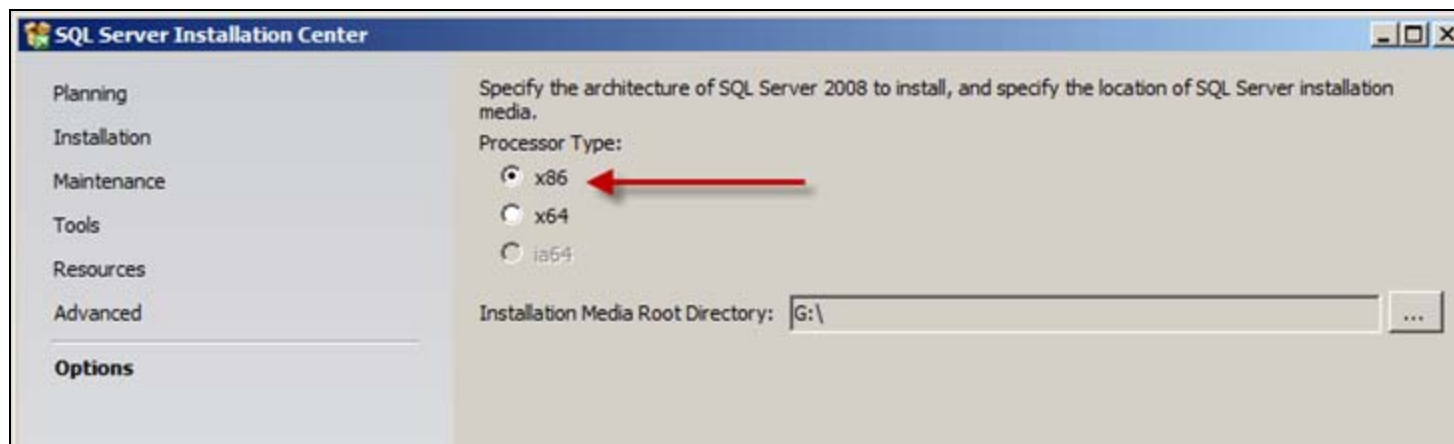 SQL Server Installation Center
Planning
Installation
Maintenance
Tools
Resources
Advanced
Options
Specify the architecture of SQL Server 2008 to install, and specify the location of SQL Server installation
media.
Processor Type:
x86
x64
ia64
Installation Media Root Directory: G:\
...